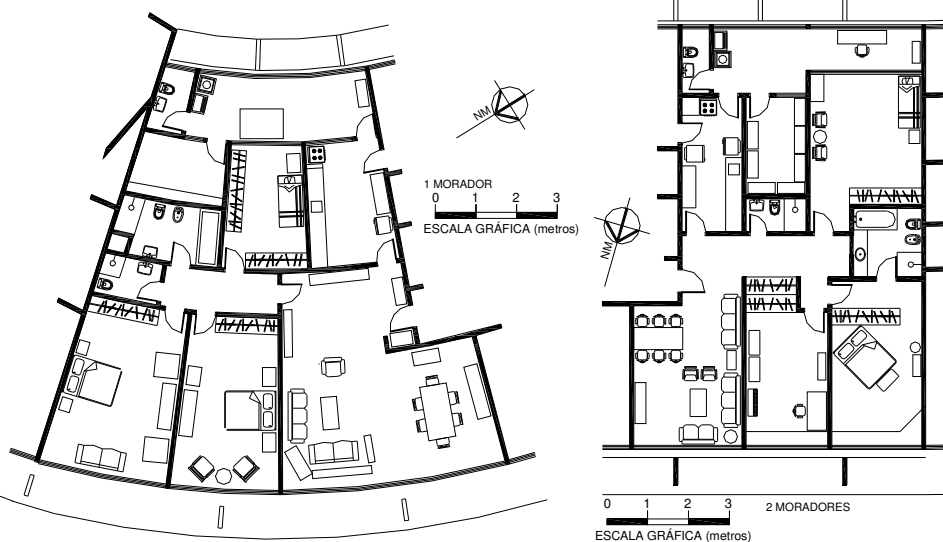 NM
1 MORADOR
0 1 2 3
ESCALA GRÁFICA (metros)
NM
0 1 2 3
2 MORADORES
ESCALA GRÁFICA (metros)